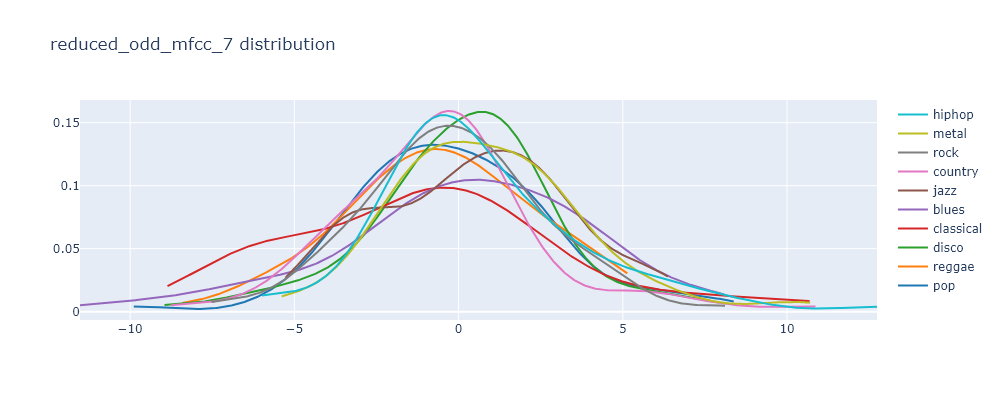 reduced_odd_mfcc_7 distribution
0.15
0.1
0.05
0
−10
−5
0
5
10
hiphop
metal
rock
country
jazz
blues
classical
disco
reggae
pop